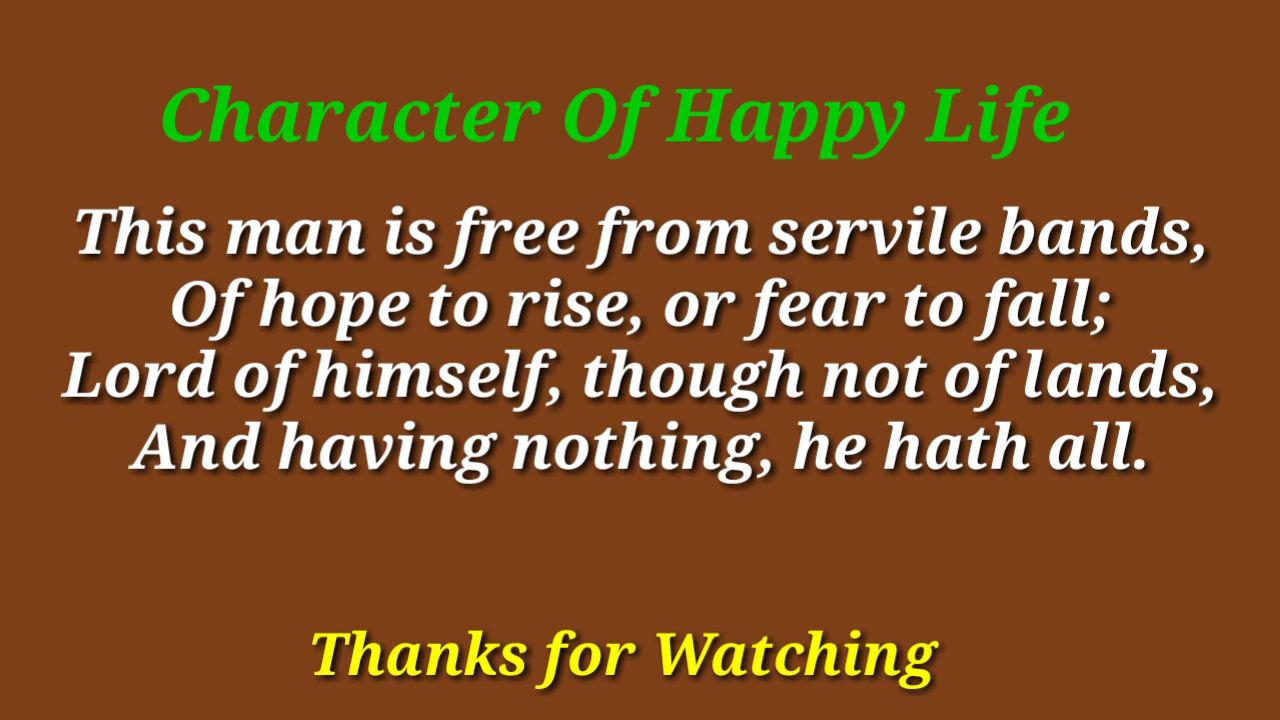 Character Of Happy Life
This man is free from servile bands,
Of hope to rise, or fear to fall;
Lord of himself, though not of lands,
And having nothing, he hath all.
Thanks for Watching